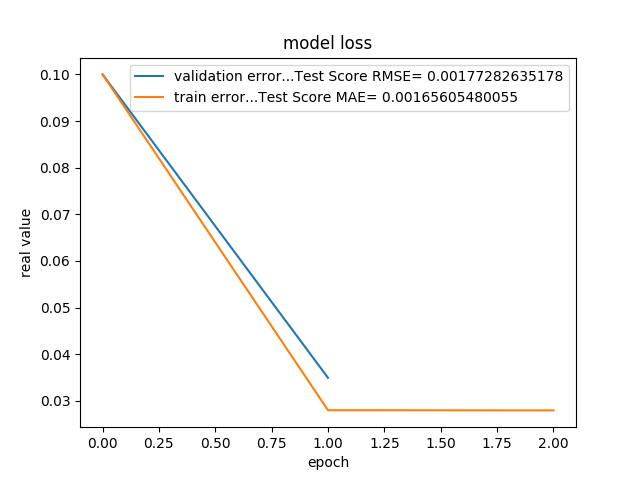 model loss
validation error...Test Score RMSE= 0.00177282635178
train error...Test Score MAE= 0.00165605480055
0.10
0.09
0.08
0.07
0.06
0.05
0.04
0.03
real value
0.00 0.25 0.50 0.75 1.00 1.25 1.50 1.75 2.00
epoch